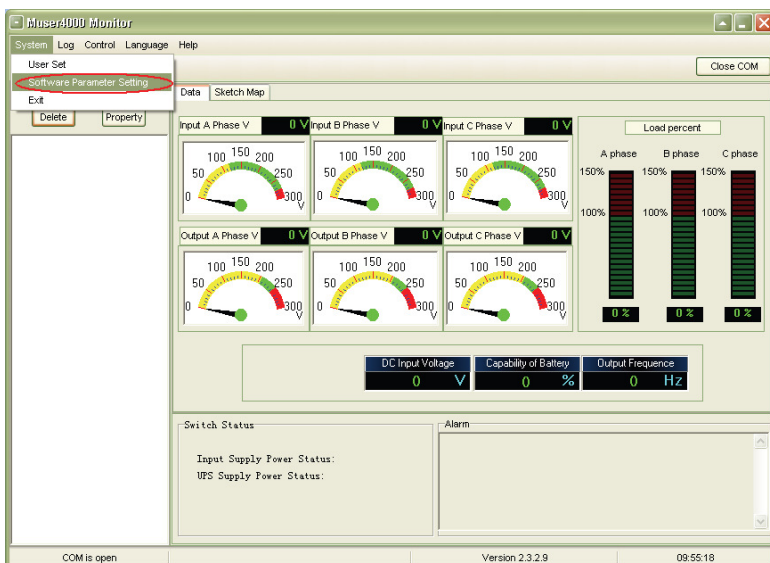 Muser4000 Monitor
System Log Control Language Help
User Set
Close COM
Software Parameter Setting
Data Sketch Map
Exit
Delete Property
Input A Phase V 0 V Input B Phase V 0 V Input C Phase V 0 V
Load percent
A phase B phase C phase
0 50 100 150 200 250 300 V
0 50 100 150 200 250 300 V
0 50 100 150 200 250 300 V
150% 150% 150%
100% 100% 100%
Output A Phase V 0 V Output B Phase V 0 V Output C Phase V 0 V
0 50 100 150 200 250 300 V
0 50 100 150 200 250 300 V
0 50 100 150 200 250 300 V
0 % 0 % 0 %
DC Input Voltage Capability of Battery Output Frequence
0 V 0 % 0 Hz
Switch Status
Input Supply Power Status:
UPS Supply Power Status:
Alarm
COM is open Version 2.3.2.9 09:55:18